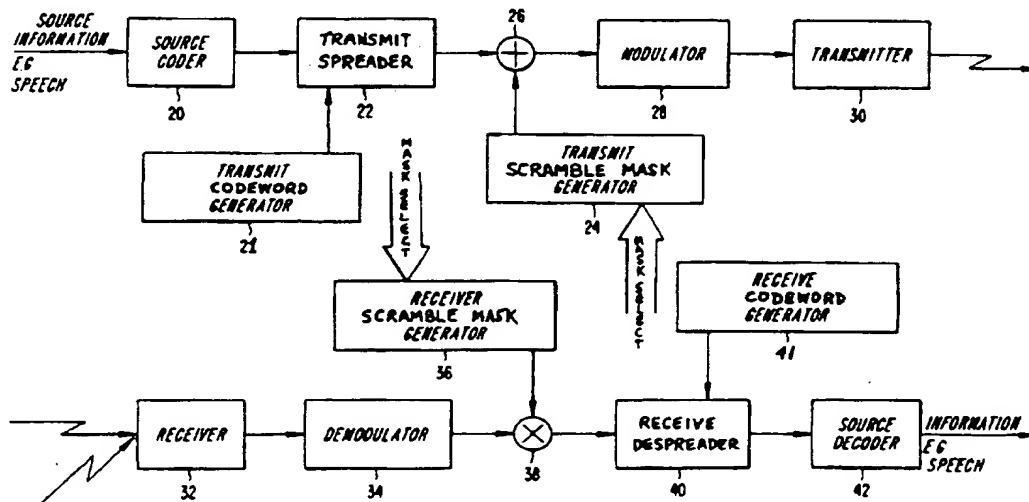 SOURCE
INFORMATION
E.G
SPEECH
SOURCE
CODER
20
TRANSMIT
SPREADER
22
26
MODULATOR
28
TRANSMITTER
30
TRANSMIT
CODEWORD
GENERATOR
21
MASK SELECT
TRANSMIT
SCRAMBLE MASK
GENERATOR
24
MASK SELECT
RECEIVER
SCRAMBLE MASK
GENERATOR
36
RECEIVE
CODEWORD
GENERATOR
41
RECEIVER
32
DEMODULATOR
34
38
RECEIVE
DESPREADER
40
SOURCE
DECODER
42
INFORMATION
E G
SPEECH